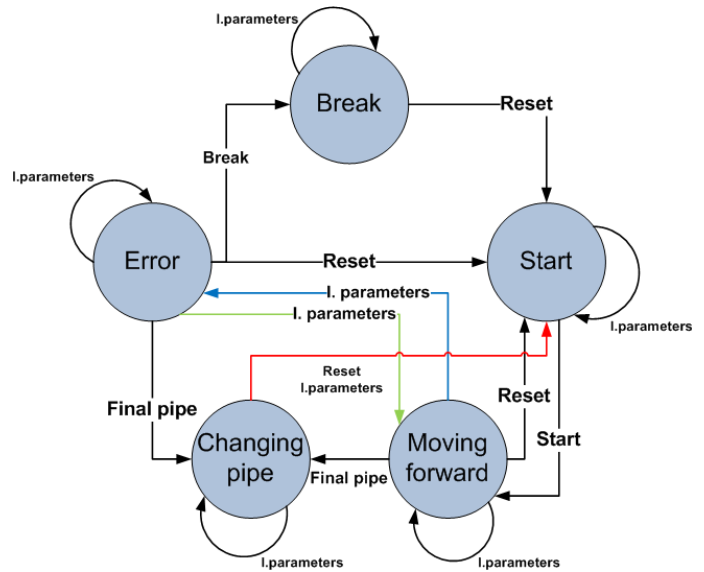 I.parameters
Break
Reset
Break
I.parameters
Error
Reset
Start
I. parameters
I. parameters
I.parameters
Reset
I.parameters
Reset
Final pipe
Start
Changing
pipe
Final pipe
Moving
forward
I.parameters
I.parameters